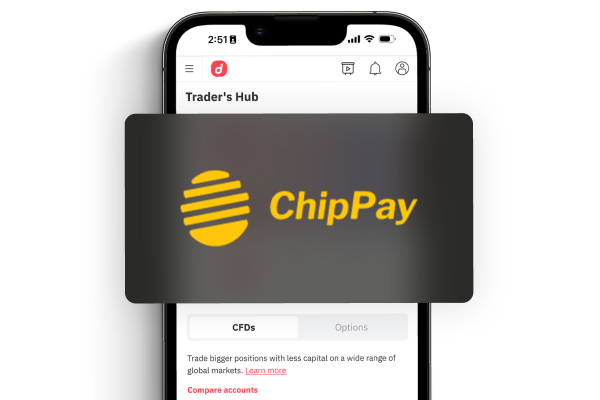 2:51
Trader's Hub
ChipPay
CFDs
Options
Trade bigger positions with less capital on a wide range of
global markets. Learn more
Compare accounts